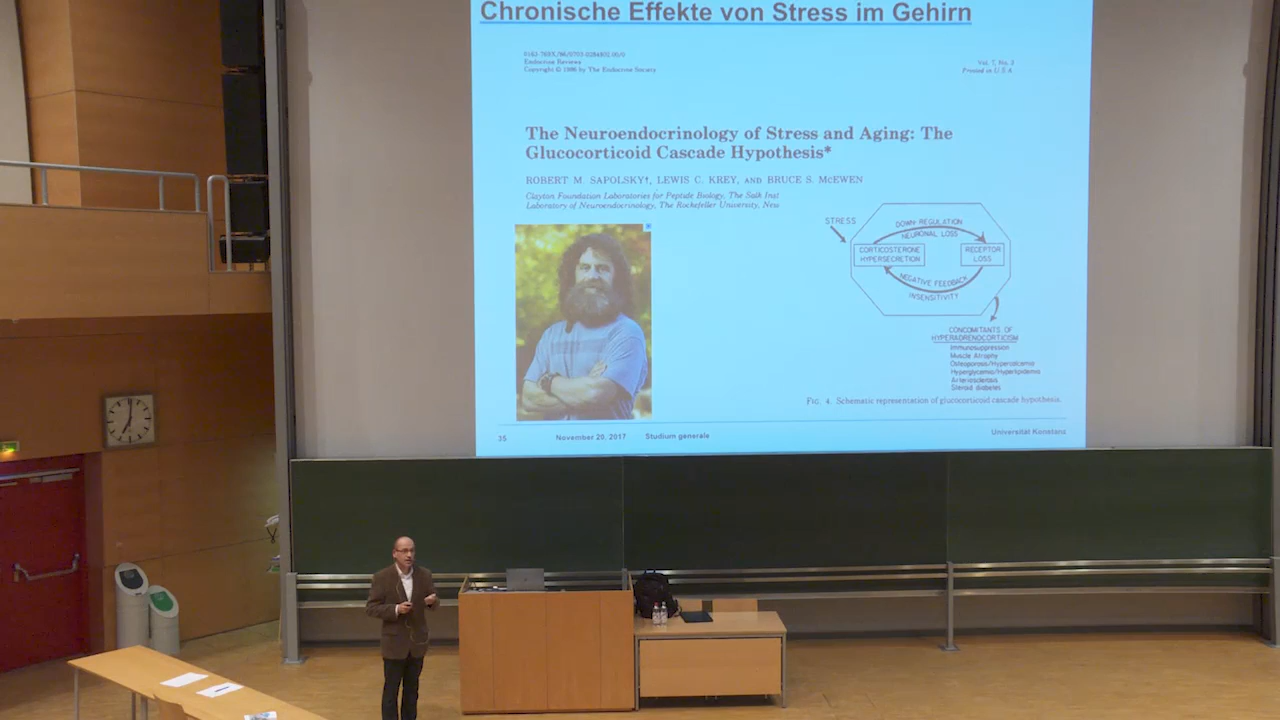 Chronische Effekte von Stress im Gehirn
Endocrine Reviews
Copyright © 1986 by The Endocrine Society
Vol. 7, No. 3
Printed in U.S.A.
The Neuroendocrinology of Stress and Aging: The
Glucocorticoid Cascade Hypothesis*
ROBERT M. SAPOLSKY†, LEWIS C. KREY, AND BRUCE S. McEWEN
Clayton Foundation Laboratories for Peptide Biology, The Salk Inst
Laboratory of Neuroendocrinology, The Rockefeller University, New
STRESS
DOWN-REGULATION
NEURONAL LOSS
CORTICOSTERONE
HYPERSECRETION
RECEPTOR
LOSS
NEGATIVE FEEDBACK
INSENSITIVITY
CONCOMITANTS OF
HYPERADRENOCORTICISM
Immunosuppression
Muscle Atrophy
Osteoporosis/Hypercalcemia
Hyperglycemia/Hyperlipidemia
Arteriosclerosis
Steroid diabetes
FIG. 4. Schematic representation of glucocorticoid cascade hypothesis.
35 November 20, 2017 Studium generale Universität Konstanz